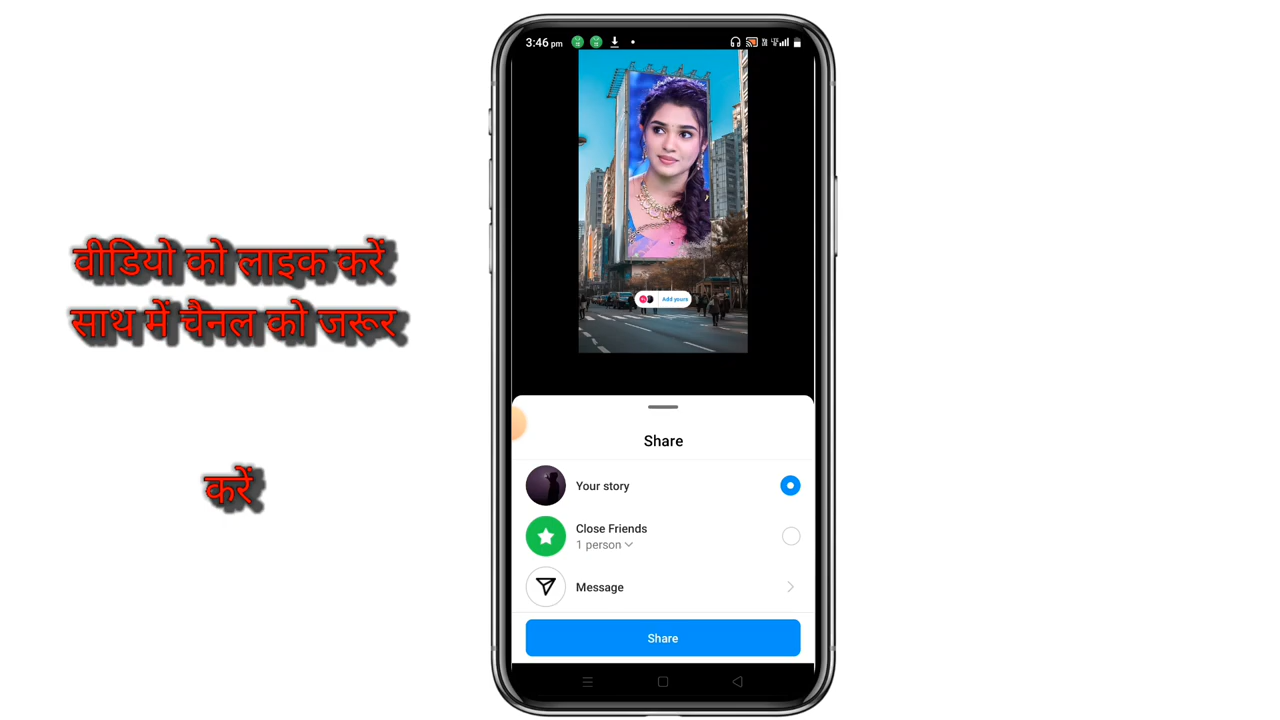 वीडियो को लाइक करें
साथ में चैनल को जरूर
करें
3:46 pm
Add yours
Share
Your story
Close Friends
1 person
Message
Share